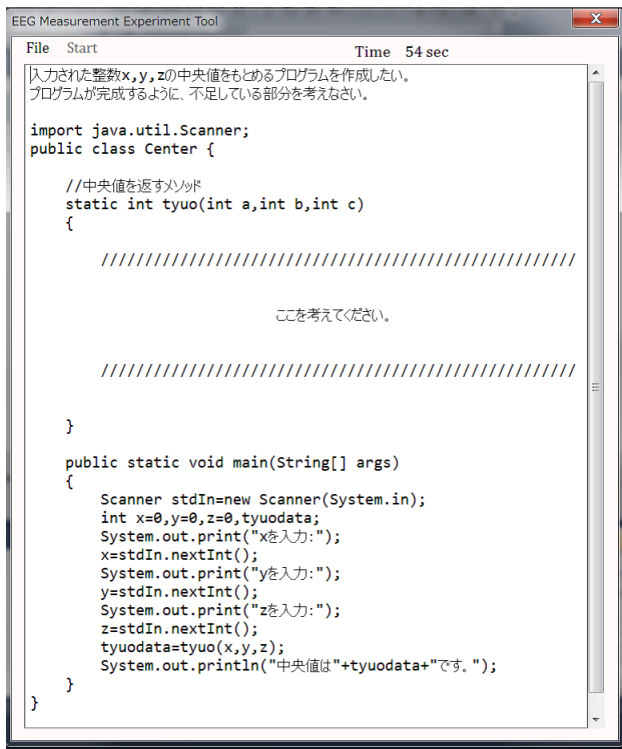 EEG Measurement Experiment Tool
File Start Time 54 sec
入力された整数x,y,zの中央値をもとめるプログラムを作成したい。
プログラムが完成するように、不足している部分を考えなさい。
import java.util.Scanner;
public class Center {
//中央値を返すメソッド
static int tyuo(int a,int b,int c)
{
//////////////////////////////////////////////////////
ここを考えてください。
//////////////////////////////////////////////////////
}
public static void main(String[] args)
{
Scanner stdIn=new Scanner(System.in);
int x=0,y=0,z=0,tyuodata;
System.out.print("xを入力:");
x=stdIn.nextInt();
System.out.print("yを入力:");
y=stdIn.nextInt();
System.out.print("zを入力:");
z=stdIn.nextInt();
tyuodata=tyuo(x,y,z);
System.out.println("中央値は"+tyuodata+"です。");
}
}